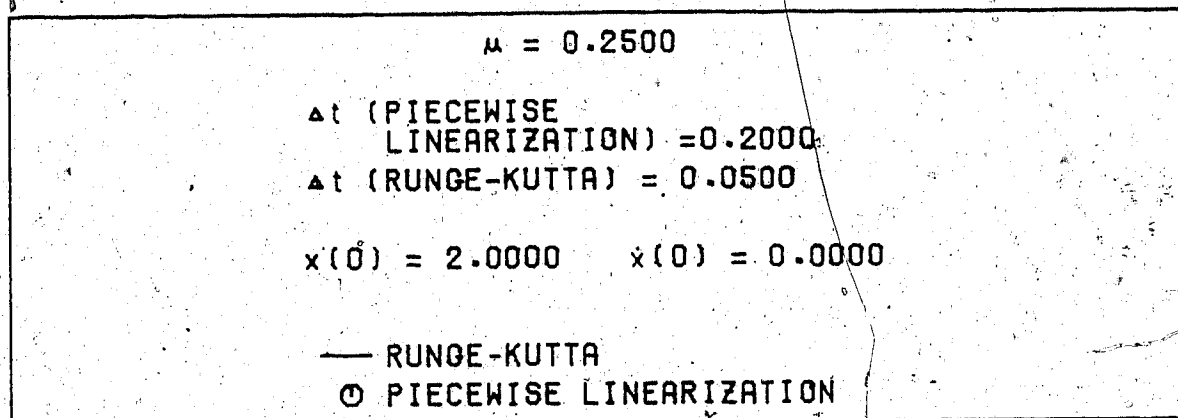 μ = 0.2500
Δt (PIECEWISE
LINEARIZATION) =0.2000
Δt (RUNGE-KUTTA) = 0.0500
x(0) = 2.0000 ẋ(0) = 0.0000
— RUNGE-KUTTA
⊙ PIECEWISE LINEARIZATION